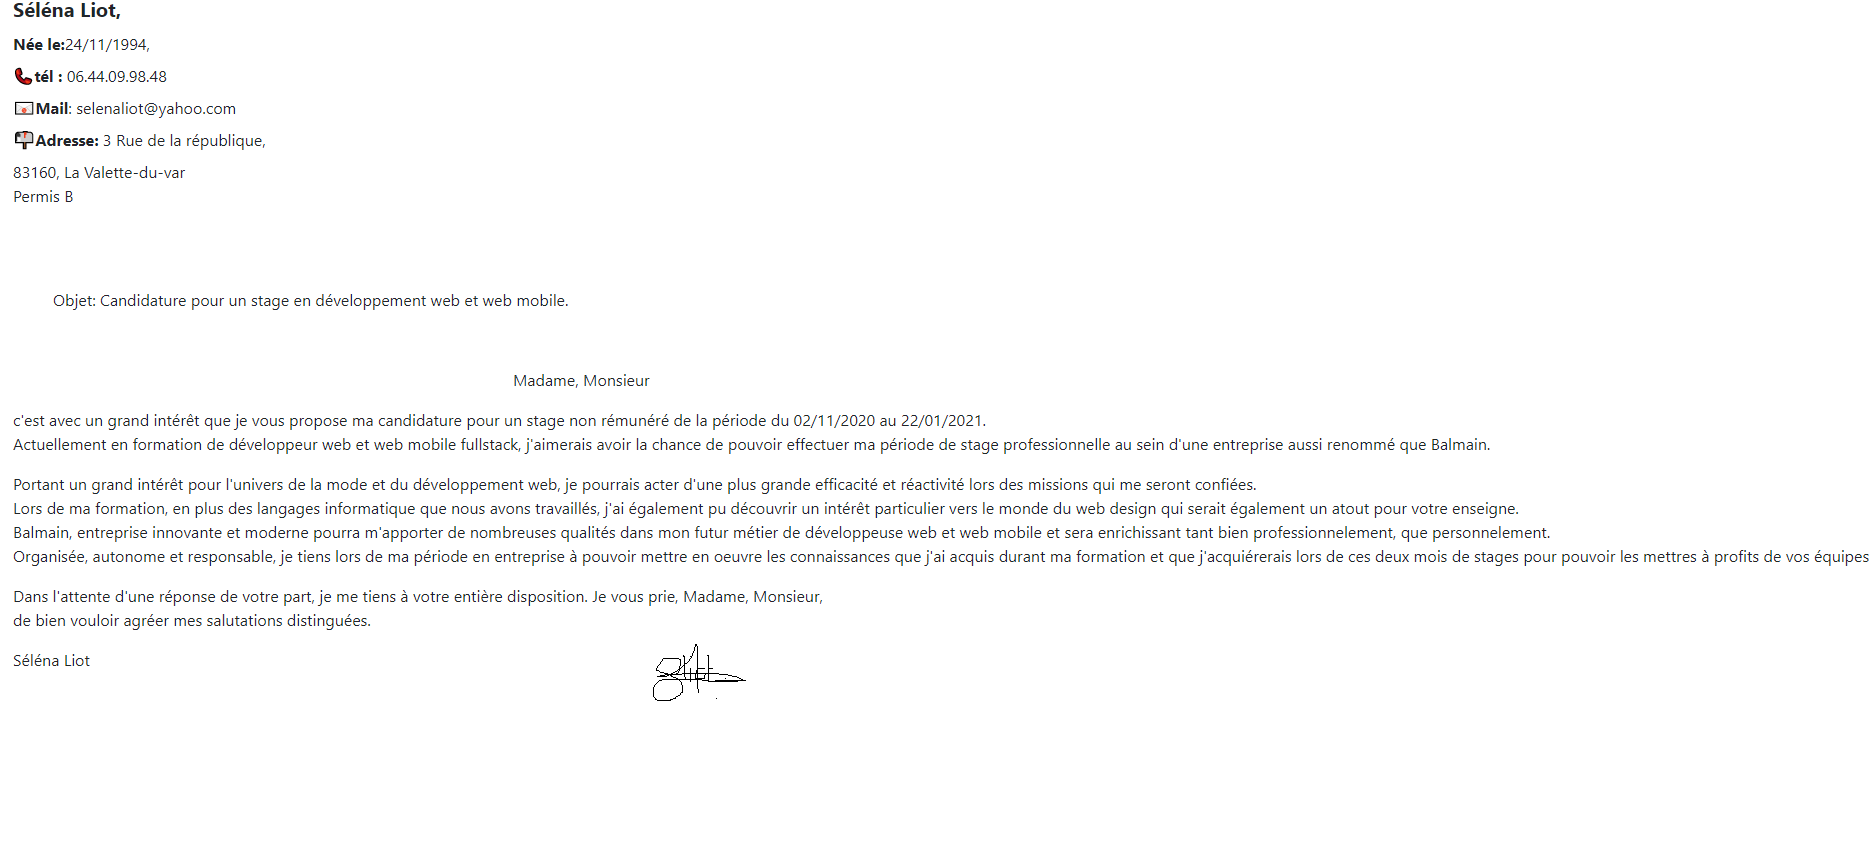 Séléna Liot,
Née le:24/11/1994,
tél : 06.44.09.98.48
Mail: selenaliot@yahoo.com
Adresse: 3 Rue de la république,
83160, La Valette-du-var
Permis B
Objet: Candidature pour un stage en développement web et web mobile.
Madame, Monsieur
c'est avec un grand intérêt que je vous propose ma candidature pour un stage non rémunéré de la période du 02/11/2020 au 22/01/2021.
Actuellement en formation de développeur web et web mobile fullstack, j'aimerais avoir la chance de pouvoir effectuer ma période de stage professionnelle au sein d'une entreprise aussi renommé que Balmain.
Portant un grand intérêt pour l'univers de la mode et du développement web, je pourrais acter d'une plus grande efficacité et réactivité lors des missions qui me seront confiées.
Lors de ma formation, en plus des langages informatique que nous avons travaillés, j'ai également pu découvrir un intérêt particulier vers le monde du web design qui serait également un atout pour votre enseigne.
Balmain, entreprise innovante et moderne pourra m'apporter de nombreuses qualités dans mon futur métier de développeuse web et web mobile et sera enrichissant tant bien professionnelement, que personnelement.
Organisée, autonome et responsable, je tiens lors de ma période en entreprise à pouvoir mettre en oeuvre les connaissances que j'ai acquis durant ma formation et que j'acquiérerais lors de ces deux mois de stages pour pouvoir les mettres à profits de vos équipes
Dans l'attente d'une réponse de votre part, je me tiens à votre entière disposition. Je vous prie, Madame, Monsieur,
de bien vouloir agréer mes salutations distinguées.
Séléna Liot